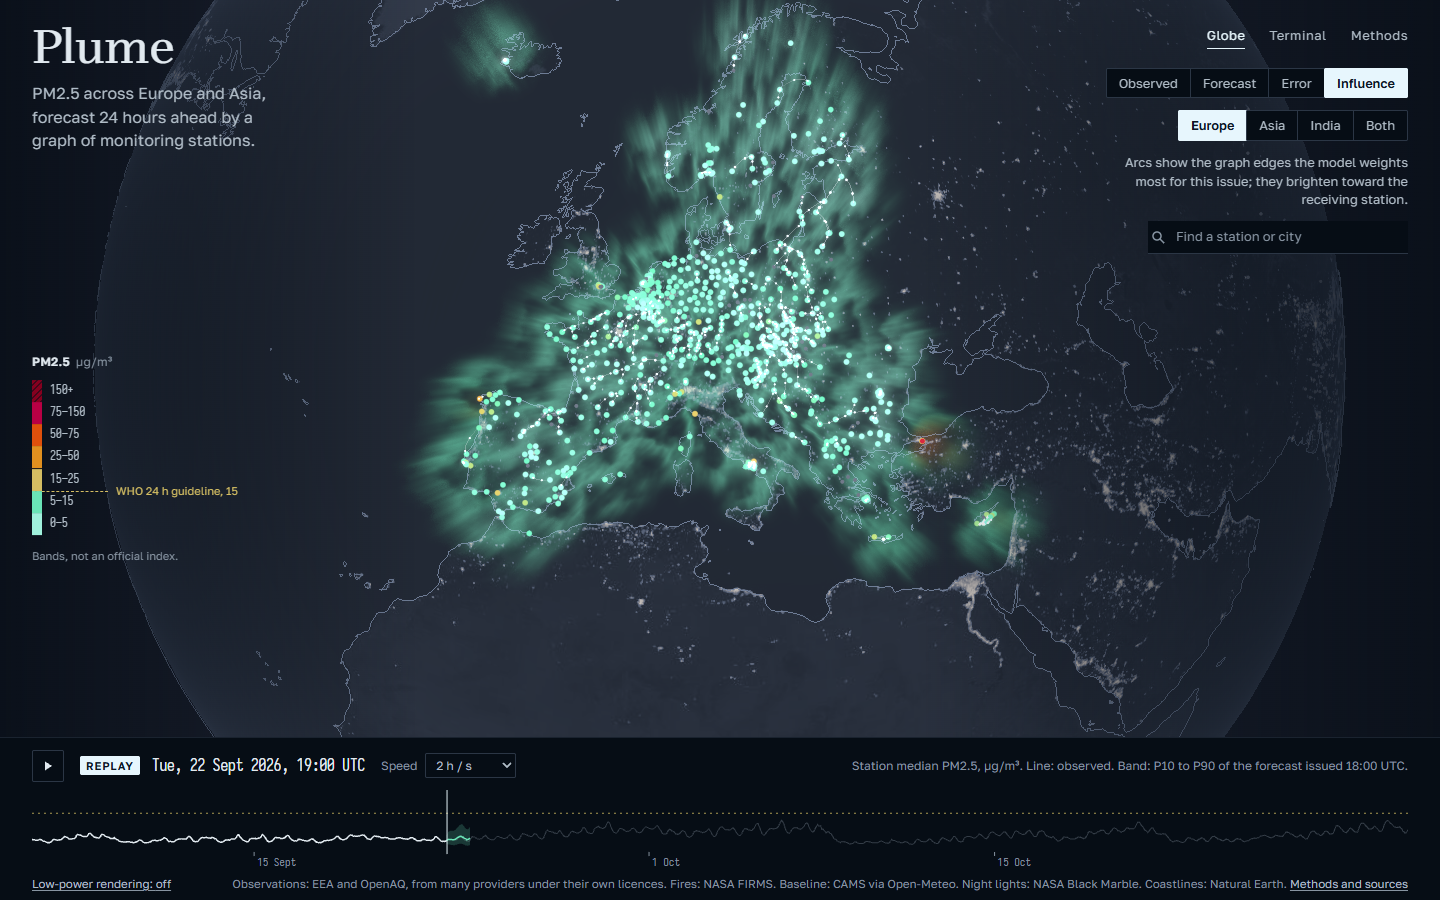 Plume
PM2.5 across Europe and Asia,
forecast 24 hours ahead by a
graph of monitoring stations.
Globe Terminal Methods
Observed Forecast Error Influence
Europe Asia India Both
Arcs show the graph edges the model weights
most for this issue; they brighten toward the
receiving station.
Find a station or city
PM2.5 µg/m³
150+
75–150
50–75
25–50
15–25
WHO 24 h guideline, 15
5–15
0–5
Bands, not an official index.
REPLAY Tue, 22 Sept 2026, 19:00 UTC Speed 2 h / s
Station median PM2.5, µg/m³. Line: observed. Band: P10 to P90 of the forecast issued 18:00 UTC.
15 Sept 1 Oct 15 Oct
Low-power rendering: off
Observations: EEA and OpenAQ, from many providers under their own licences. Fires: NASA FIRMS. Baseline: CAMS via Open-Meteo. Night lights: NASA Black Marble. Coastlines: Natural Earth. Methods and sources